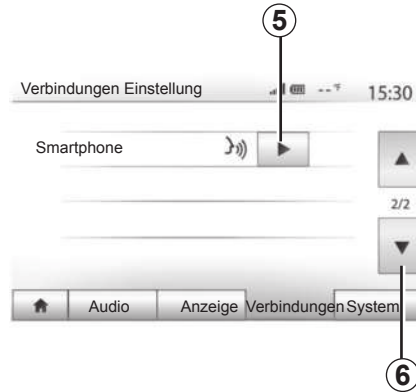 5
Verbindungen Einstellung --°F 15:30
Smartphone
2/2
Audio Anzeige Verbindungen System
6